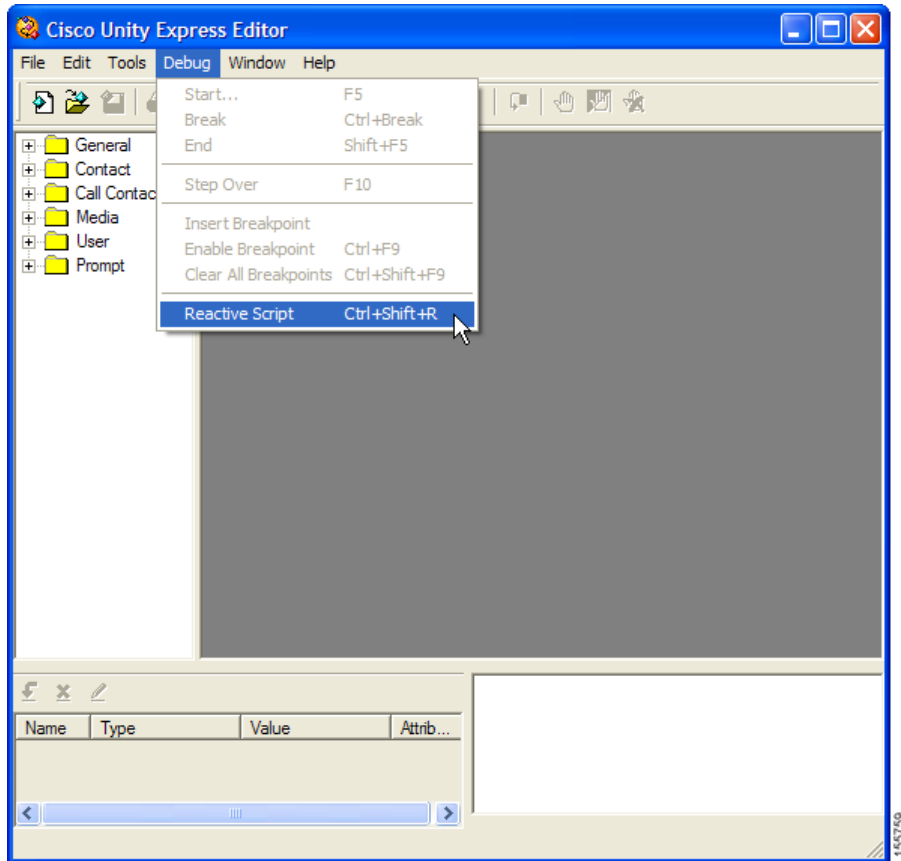 Cisco Unity Express Editor
File Edit Tools Debug Window Help
Start... F5
Break Ctrl+Break
End Shift+F5
Step Over F10
Insert Breakpoint
Enable Breakpoint Ctrl+F9
Clear All Breakpoints Ctrl+Shift+F9
Reactive Script Ctrl+Shift+R
General
Contact
Call Contac
Media
User
Prompt
Name Type Value Attrib...
155759